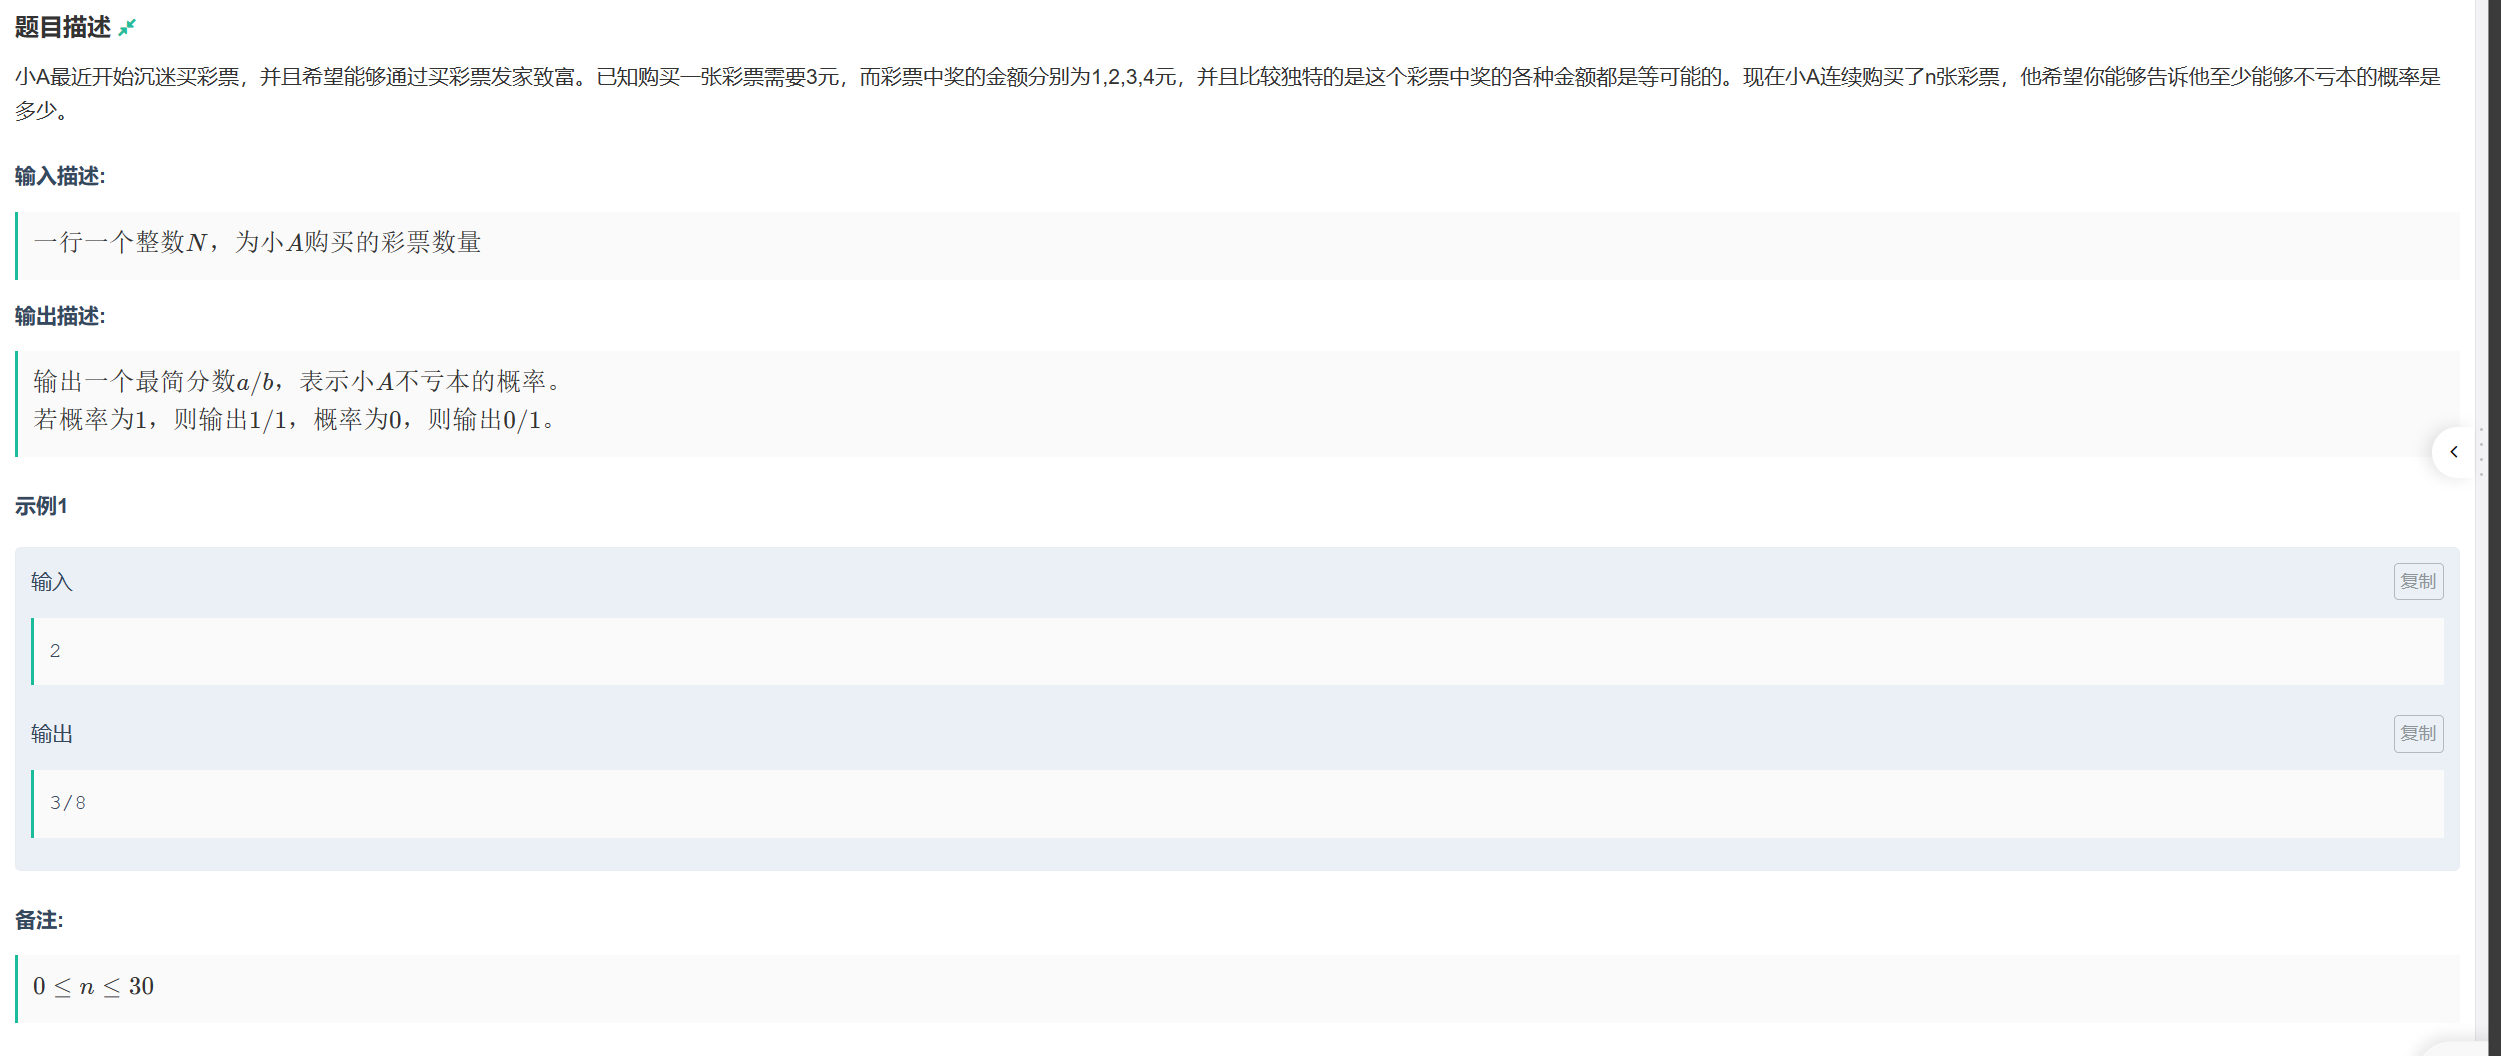 题目描述
小A最近开始沉迷买彩票，并且希望能够通过买彩票发家致富。已知购买一张彩票需要3元，而彩票中奖的金额分别为1,2,3,4元，并且比较独特的是这个彩票中奖的各种金额都是等可能的。现在小A连续购买了n张彩票，他希望你能够告诉他至少能够不亏本的概率是
多少。
输入描述:
一行一个整数N，为小A购买的彩票数量
输出描述:
输出一个最简分数a/b，表示小A不亏本的概率。
若概率为1，则输出1/1，概率为0，则输出0/1。
示例1
输入
复制
2
输出
复制
3/8
备注:
0 ≤ n ≤ 30